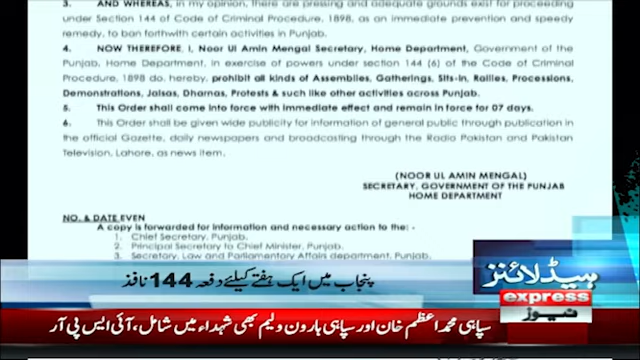 3. AND WHEREAS, in my opinion, there are pressing and adequate grounds exist for proceeding
under Section 144 of Code of Criminal Procedure, 1898, as an immediate prevention and speedy
remedy, to ban forthwith certain activities in Punjab.
4. NOW THEREFORE, I, Noor Ul Amin Mengal Secretary, Home Department, Government of the
Punjab, Home Department, in exercise of powers under section 144 (6) of the Code of Criminal
Procedure, 1898 do, hereby, prohibit all kinds of Assemblies, Gatherings, Sit-ins, Rallies, Processions,
Demonstrations, Jalsas, Dharnas, Protests & such like other activities across Punjab.
5. This Order shall come into force with immediate effect and remain in force for 07 days.
6. This Order shall be given wide publicity for information of general public through publication in
the official Gazette, daily newspapers and broadcasting through the Radio Pakistan and Pakistan
Television, Lahore, as news item.
(NOOR UL AMIN MENGAL)
SECRETARY, GOVERNMENT OF THE PUNJAB
HOME DEPARTMENT
NO. & DATE EVEN
A copy is forwarded for information and necessary action to the: -
1. Chief Secretary, Punjab.
2. Principal Secretary to Chief Minister, Punjab.
3. Secretary, Law and Parliamentary Affairs department, Punjab.
ہیڈلائنز
پنجاب میں ایک ہفتے کیلئے دفعہ 144 نافذ
express
نیوز
سپاہی محمد اعظم خان اور سپاہی ہارون ولیم بھی شہداء میں شامل، آئی ایس پی آر